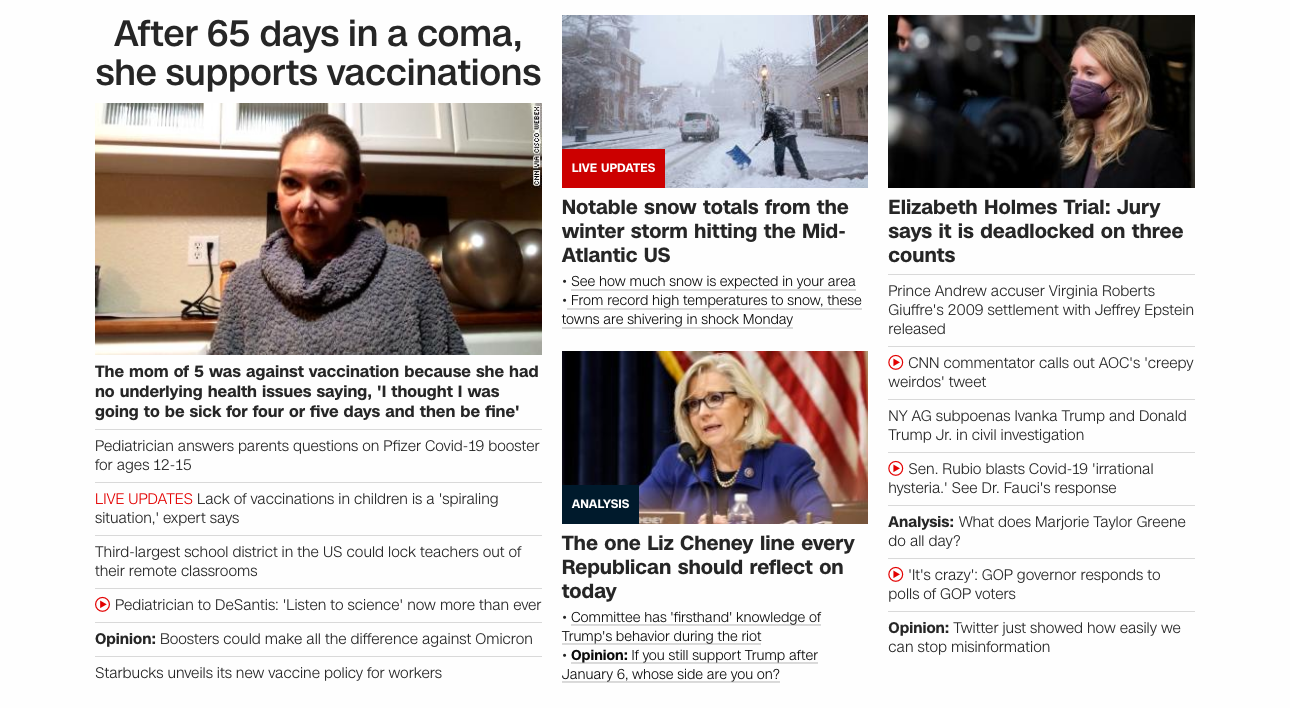 After 65 days in a coma,
she supports vaccinations
CNN VIA CISCO WEBEX
The mom of 5 was against vaccination because she had
no underlying health issues saying, 'I thought I was
going to be sick for four or five days and then be fine'
Pediatrician answers parents questions on Pfizer Covid-19 booster
for ages 12-15
LIVE UPDATES Lack of vaccinations in children is a 'spiraling
situation,' expert says
Third-largest school district in the US could lock teachers out of
their remote classrooms
Pediatrician to DeSantis: 'Listen to science' now more than ever
Opinion: Boosters could make all the difference against Omicron
Starbucks unveils its new vaccine policy for workers
LIVE UPDATES
Notable snow totals from the
winter storm hitting the Mid-
Atlantic US
• See how much snow is expected in your area
• From record high temperatures to snow, these
towns are shivering in shock Monday
ANALYSIS
The one Liz Cheney line every
Republican should reflect on
today
• Committee has 'firsthand' knowledge of
Trump's behavior during the riot
• Opinion: If you still support Trump after
January 6, whose side are you on?
Elizabeth Holmes Trial: Jury
says it is deadlocked on three
counts
Prince Andrew accuser Virginia Roberts
Giuffre's 2009 settlement with Jeffrey Epstein
released
CNN commentator calls out AOC's 'creepy
weirdos' tweet
NY AG subpoenas Ivanka Trump and Donald
Trump Jr. in civil investigation
Sen. Rubio blasts Covid-19 'irrational
hysteria.' See Dr. Fauci's response
Analysis: What does Marjorie Taylor Greene
do all day?
'It's crazy': GOP governor responds to
polls of GOP voters
Opinion: Twitter just showed how easily we
can stop misinformation